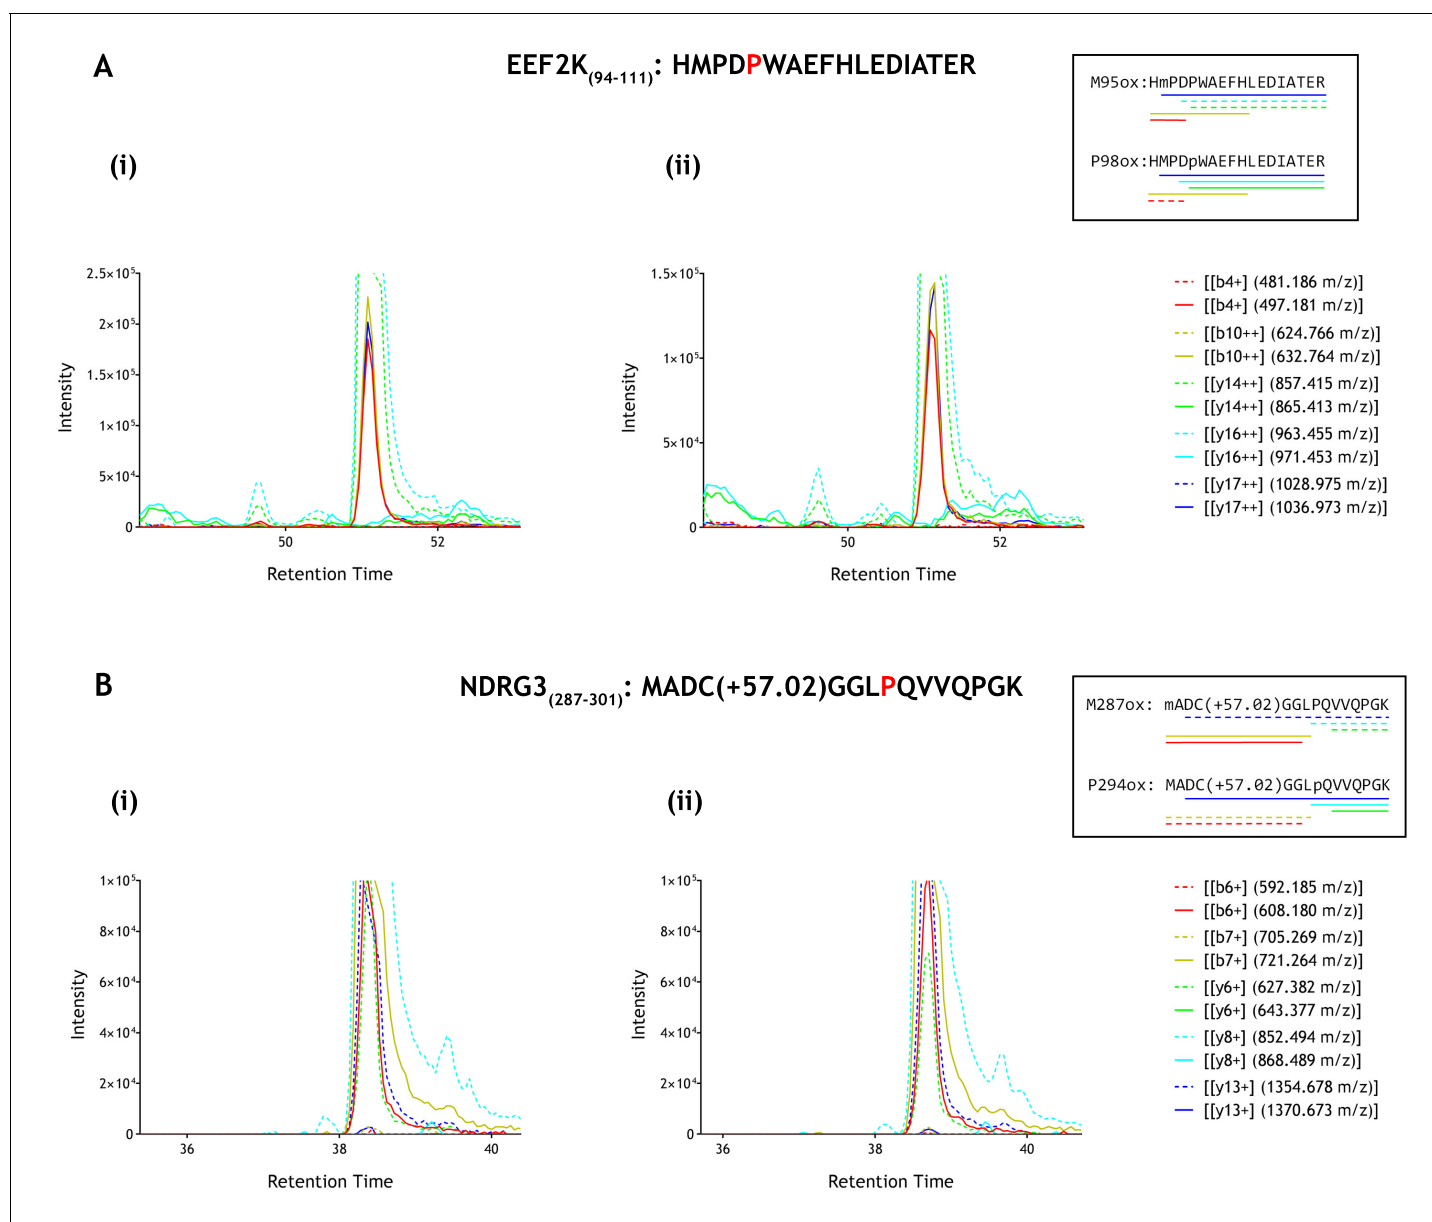 A
EEF2K(94-111): HMPDPWAEFHLEDIATER
M95ox:HmPDPWAEFHLEDIATER
P98ox:HMPDpWAEFHLEDIATER
(i)
(ii)
2.5×10⁵
2×10⁵
1.5×10⁵
1×10⁵
5×10⁴
0
Intensity
50
52
Retention Time
1.5×10⁵
1×10⁵
5×10⁴
0
Intensity
50
52
Retention Time
[[b4+] (481.186 m/z)]
[[b4+] (497.181 m/z)]
[[b10++] (624.766 m/z)]
[[b10++] (632.764 m/z)]
[[y14++] (857.415 m/z)]
[[y14++] (865.413 m/z)]
[[y16++] (963.455 m/z)]
[[y16++] (971.453 m/z)]
[[y17++] (1028.975 m/z)]
[[y17++] (1036.973 m/z)]
B
NDRG3(287-301): MADC(+57.02)GGLPQVVQPGK
M287ox: mADC(+57.02)GGLPQVVQPGK
P294ox: MADC(+57.02)GGLpQVVQPGK
(i)
(ii)
1×10⁵
8×10⁴
6×10⁴
4×10⁴
2×10⁴
0
Intensity
36
38
40
Retention Time
1×10⁵
8×10⁴
6×10⁴
4×10⁴
2×10⁴
0
Intensity
36
38
40
Retention Time
[[b6+] (592.185 m/z)]
[[b6+] (608.180 m/z)]
[[b7+] (705.269 m/z)]
[[b7+] (721.264 m/z)]
[[y6+] (627.382 m/z)]
[[y6+] (643.377 m/z)]
[[y8+] (852.494 m/z)]
[[y8+] (868.489 m/z)]
[[y13+] (1354.678 m/z)]
[[y13+] (1370.673 m/z)]